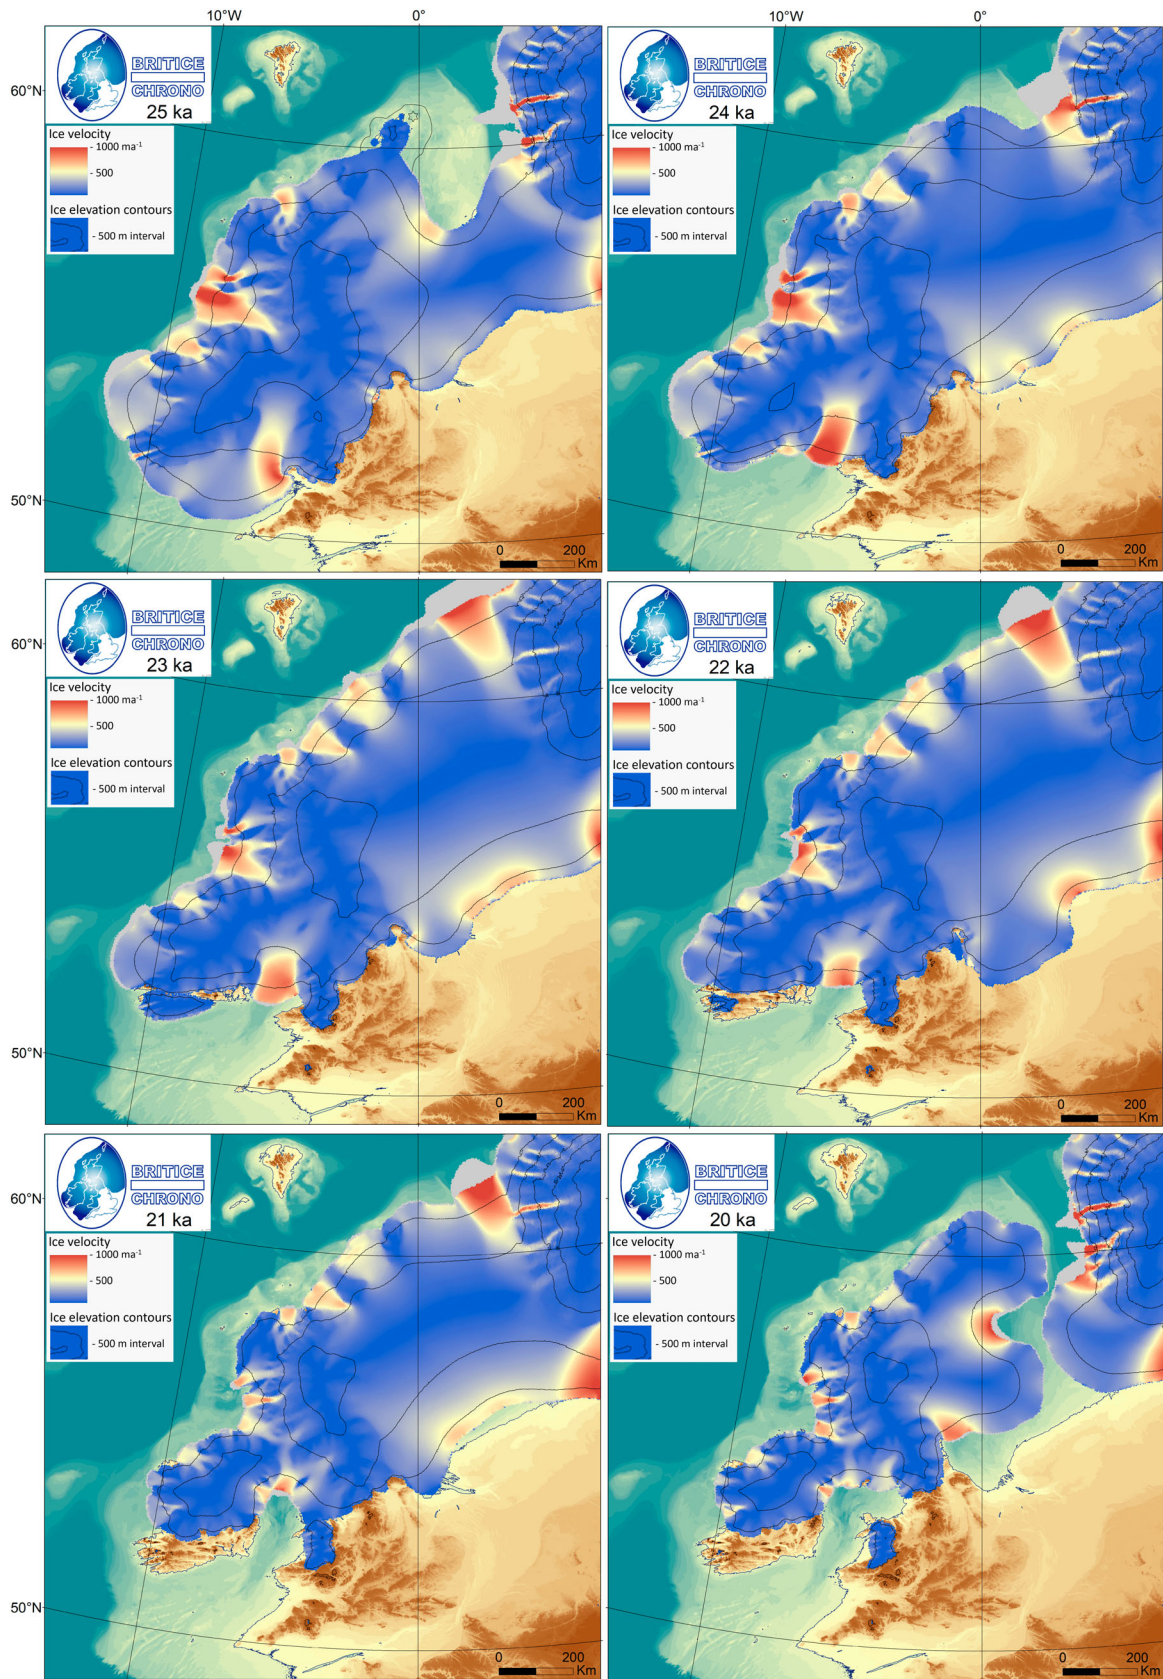 10°W
0°
10°W
0°
60°N
50°N
BRITICE
CHRONO
25 ka
Ice velocity
- 1000 ma⁻¹
- 500
Ice elevation contours
- 500 m interval
0 200
Km
BRITICE
CHRONO
24 ka
Ice velocity
- 1000 ma⁻¹
- 500
Ice elevation contours
- 500 m interval
0 200
Km
60°N
50°N
BRITICE
CHRONO
23 ka
Ice velocity
- 1000 ma⁻¹
- 500
Ice elevation contours
- 500 m interval
0 200
Km
BRITICE
CHRONO
22 ka
Ice velocity
- 1000 ma⁻¹
- 500
Ice elevation contours
- 500 m interval
0 200
Km
60°N
50°N
BRITICE
CHRONO
21 ka
Ice velocity
- 1000 ma⁻¹
- 500
Ice elevation contours
- 500 m interval
0 200
Km
BRITICE
CHRONO
20 ka
Ice velocity
- 1000 ma⁻¹
- 500
Ice elevation contours
- 500 m interval
0 200
Km